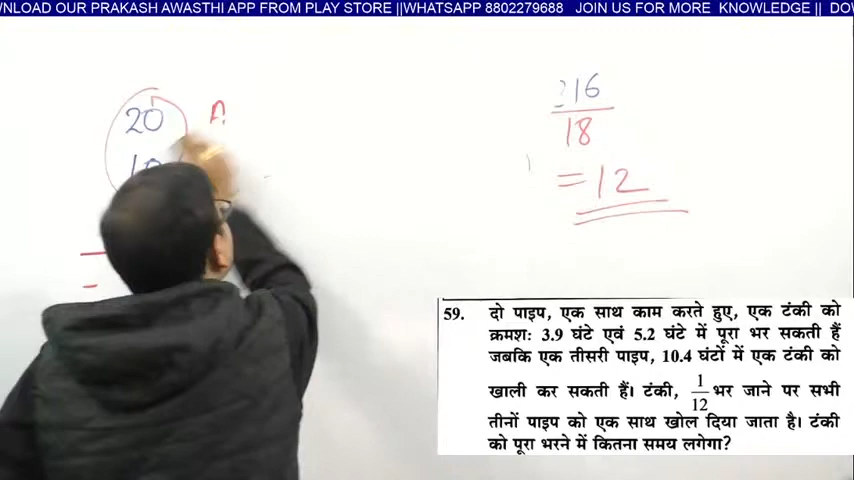 NLOAD OUR PRAKASH AWASTHI APP FROM PLAY STORE ||WHATSAPP 8802279688 JOIN US FOR MORE KNOWLEDGE || DOW
20
10
A
216
18
= 12
59. दो पाइप, एक साथ काम करते हुए, एक टंकी को
क्रमशः 3.9 घंटे एवं 5.2 घंटे में पूरा भर सकती हैं
जबकि एक तीसरी पाइप, 10.4 घंटों में एक टंकी को
खाली कर सकती हैं। टंकी, 1/12 भर जाने पर सभी
तीनों पाइप को एक साथ खोल दिया जाता है। टंकी
को पूरा भरने में कितना समय लगेगा?